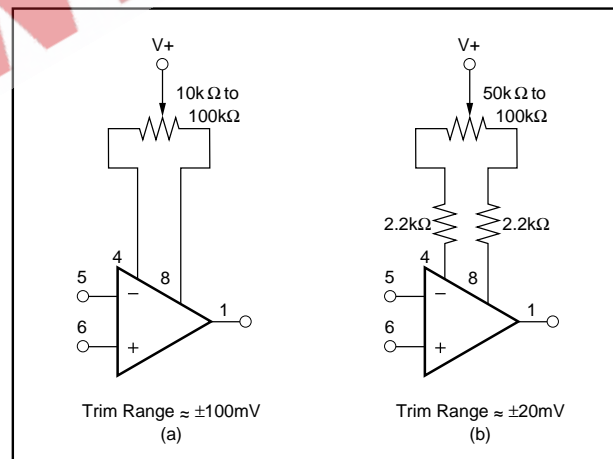 V+
10kΩ to
100kΩ
4
8
5
−
1
6
+
Trim Range ≈ ±100mV
(a)
V+
50kΩ to
100kΩ
2.2kΩ
2.2kΩ
4
8
5
−
1
6
+
Trim Range ≈ ±20mV
(b)